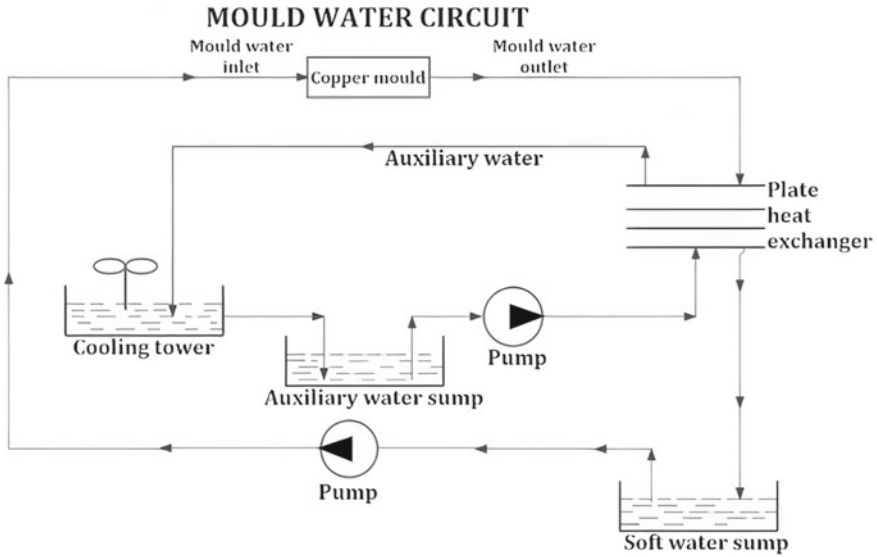 MOULD WATER CIRCUIT
Mould water
inlet
Copper mould
Mould water
outlet
Auxiliary water
Plate
heat
exchanger
Cooling tower
Pump
Auxiliary water sump
Pump
Soft water sump